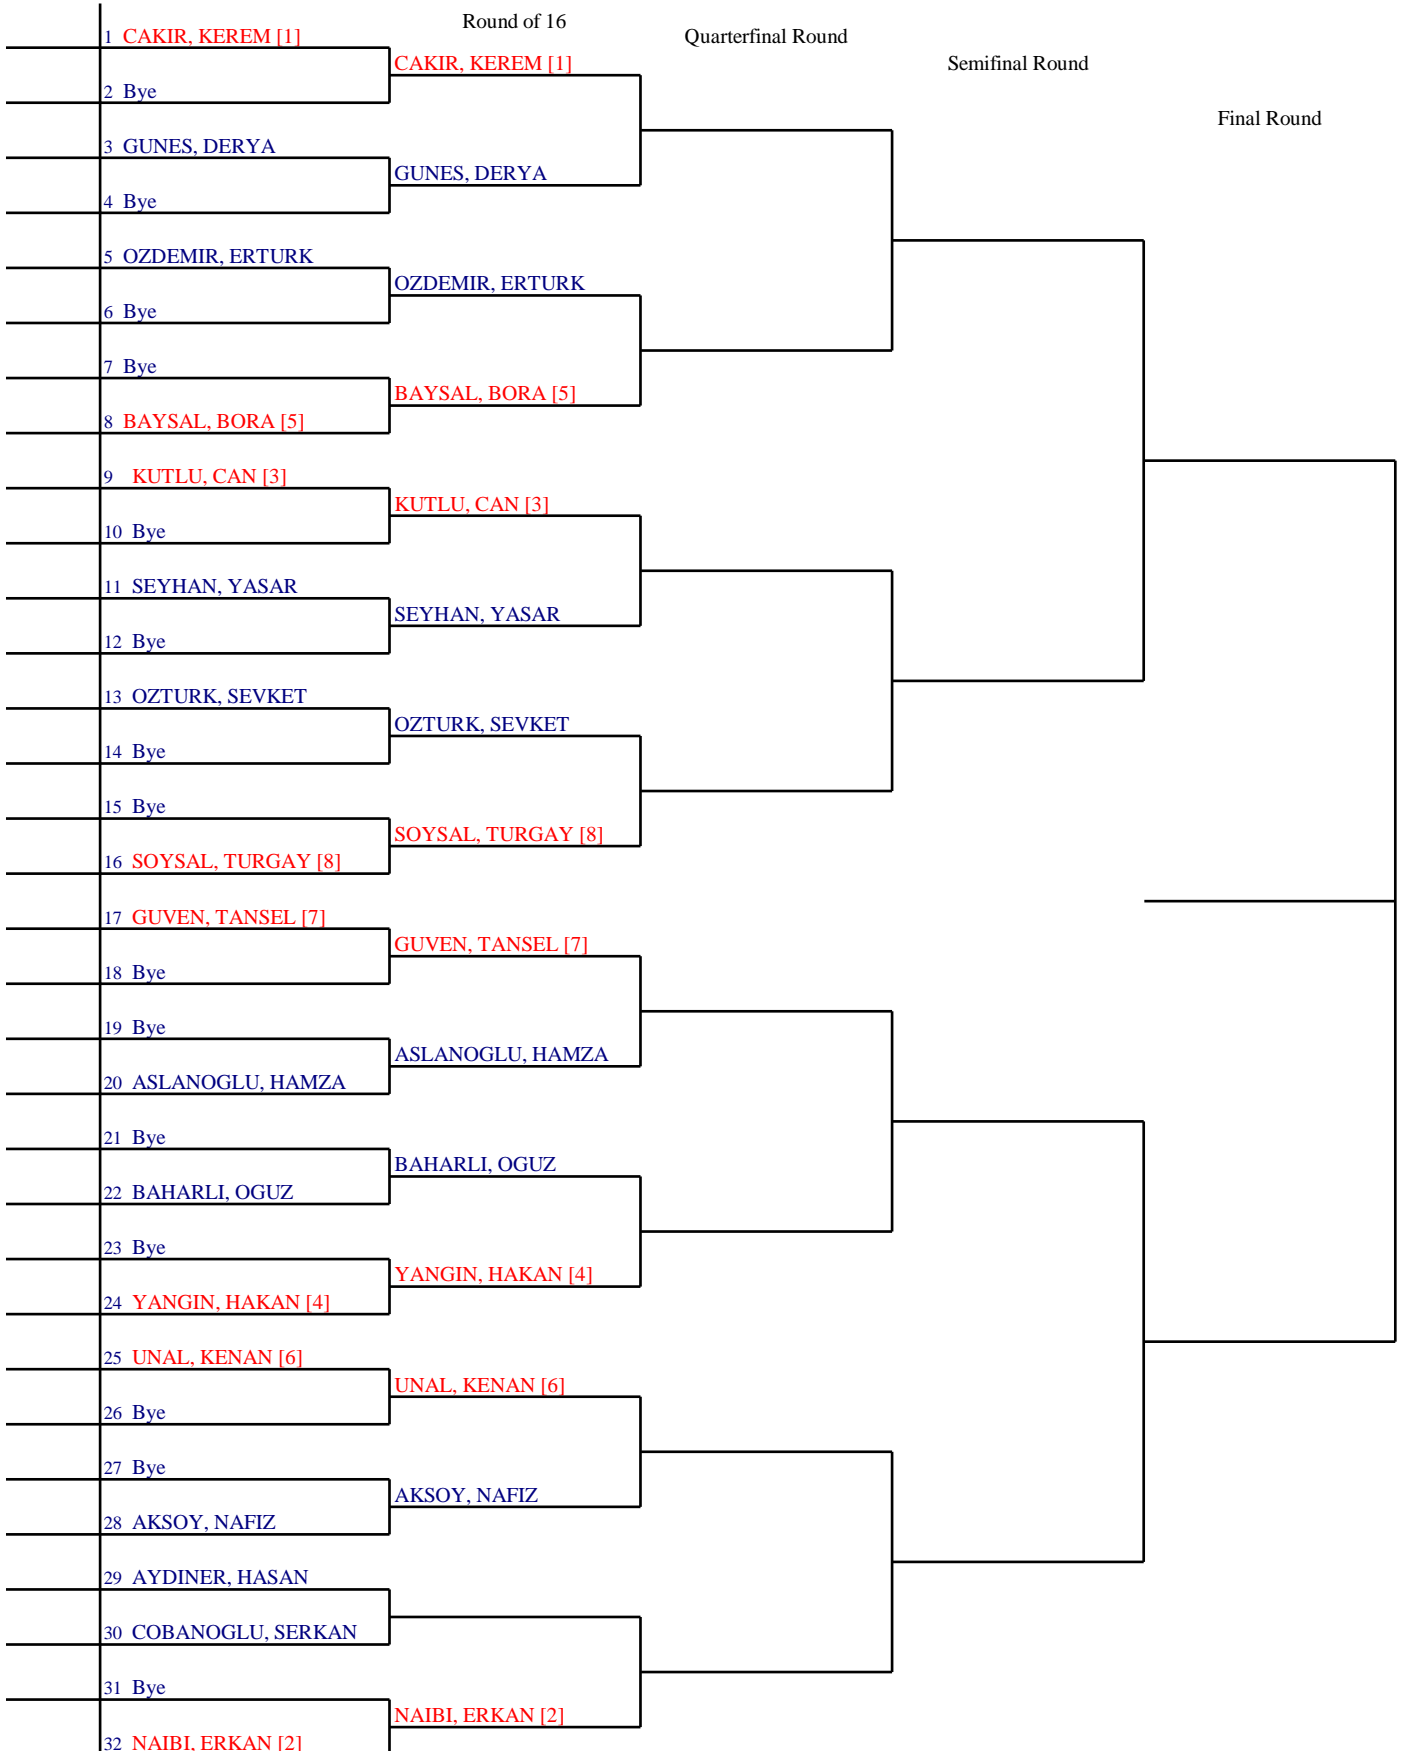 Round of 16
Quarterfinal Round
Semifinal Round
Final Round
1 CAKIR, KEREM [1]
CAKIR, KEREM [1]
2 Bye
3 GUNES, DERYA
GUNES, DERYA
4 Bye
5 OZDEMIR, ERTURK
OZDEMIR, ERTURK
6 Bye
7 Bye
BAYSAL, BORA [5]
8 BAYSAL, BORA [5]
9 KUTLU, CAN [3]
KUTLU, CAN [3]
10 Bye
11 SEYHAN, YASAR
SEYHAN, YASAR
12 Bye
13 OZTURK, SEVKET
OZTURK, SEVKET
14 Bye
15 Bye
SOYSAL, TURGAY [8]
16 SOYSAL, TURGAY [8]
17 GUVEN, TANSEL [7]
GUVEN, TANSEL [7]
18 Bye
19 Bye
ASLANOGLU, HAMZA
20 ASLANOGLU, HAMZA
21 Bye
BAHARLI, OGUZ
22 BAHARLI, OGUZ
23 Bye
YANGIN, HAKAN [4]
24 YANGIN, HAKAN [4]
25 UNAL, KENAN [6]
UNAL, KENAN [6]
26 Bye
27 Bye
AKSOY, NAFIZ
28 AKSOY, NAFIZ
29 AYDINER, HASAN
30 COBANOGLU, SERKAN
31 Bye
NAIBI, ERKAN [2]
32 NAIBI, ERKAN [2]